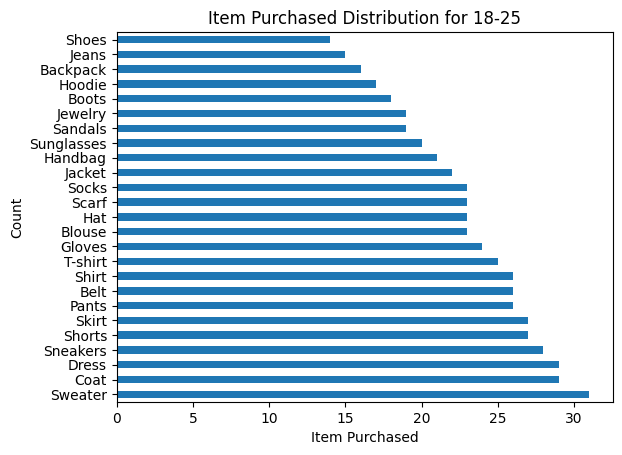 Item Purchased Distribution for 18-25
Count
Shoes
Jeans
Backpack
Hoodie
Boots
Jewelry
Sandals
Sunglasses
Handbag
Jacket
Socks
Scarf
Hat
Blouse
Gloves
T-shirt
Shirt
Belt
Pants
Skirt
Shorts
Sneakers
Dress
Coat
Sweater
0 5 10 15 20 25 30
Item Purchased